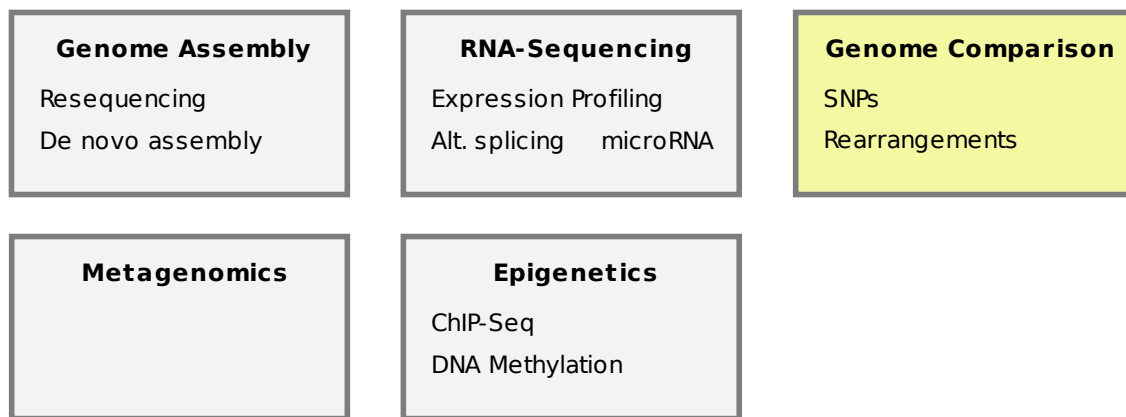 Genome Assembly
Resequencing
De novo assembly
RNA-Sequencing
Expression Profiling
Alt. splicing microRNA
Genome Comparison
SNPs
Rearrangements
Metagenomics
Epigenetics
ChIP-Seq
DNA Methylation